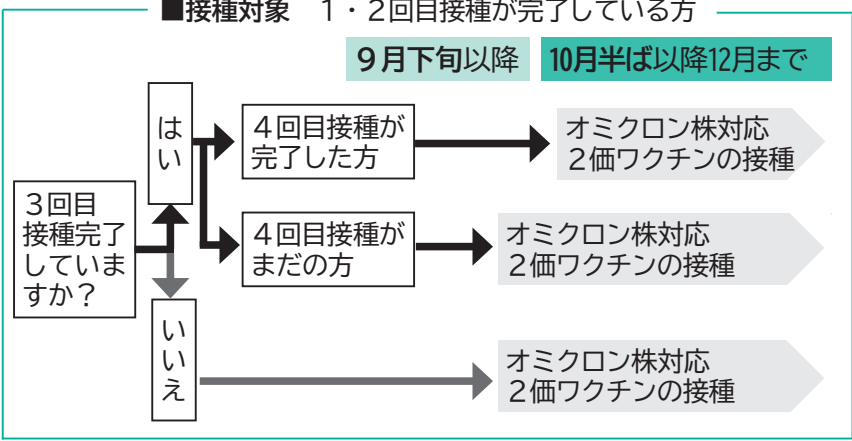 ■接種対象　１・２回目接種が完了している方
９月下旬以降
10月半ば以降12月まで
３回目
接種完了
していま
すか？
はい
４回目接種が
完了した方
オミクロン株対応
２価ワクチンの接種
４回目接種が
まだの方
オミクロン株対応
２価ワクチンの接種
いいえ
オミクロン株対応
２価ワクチンの接種